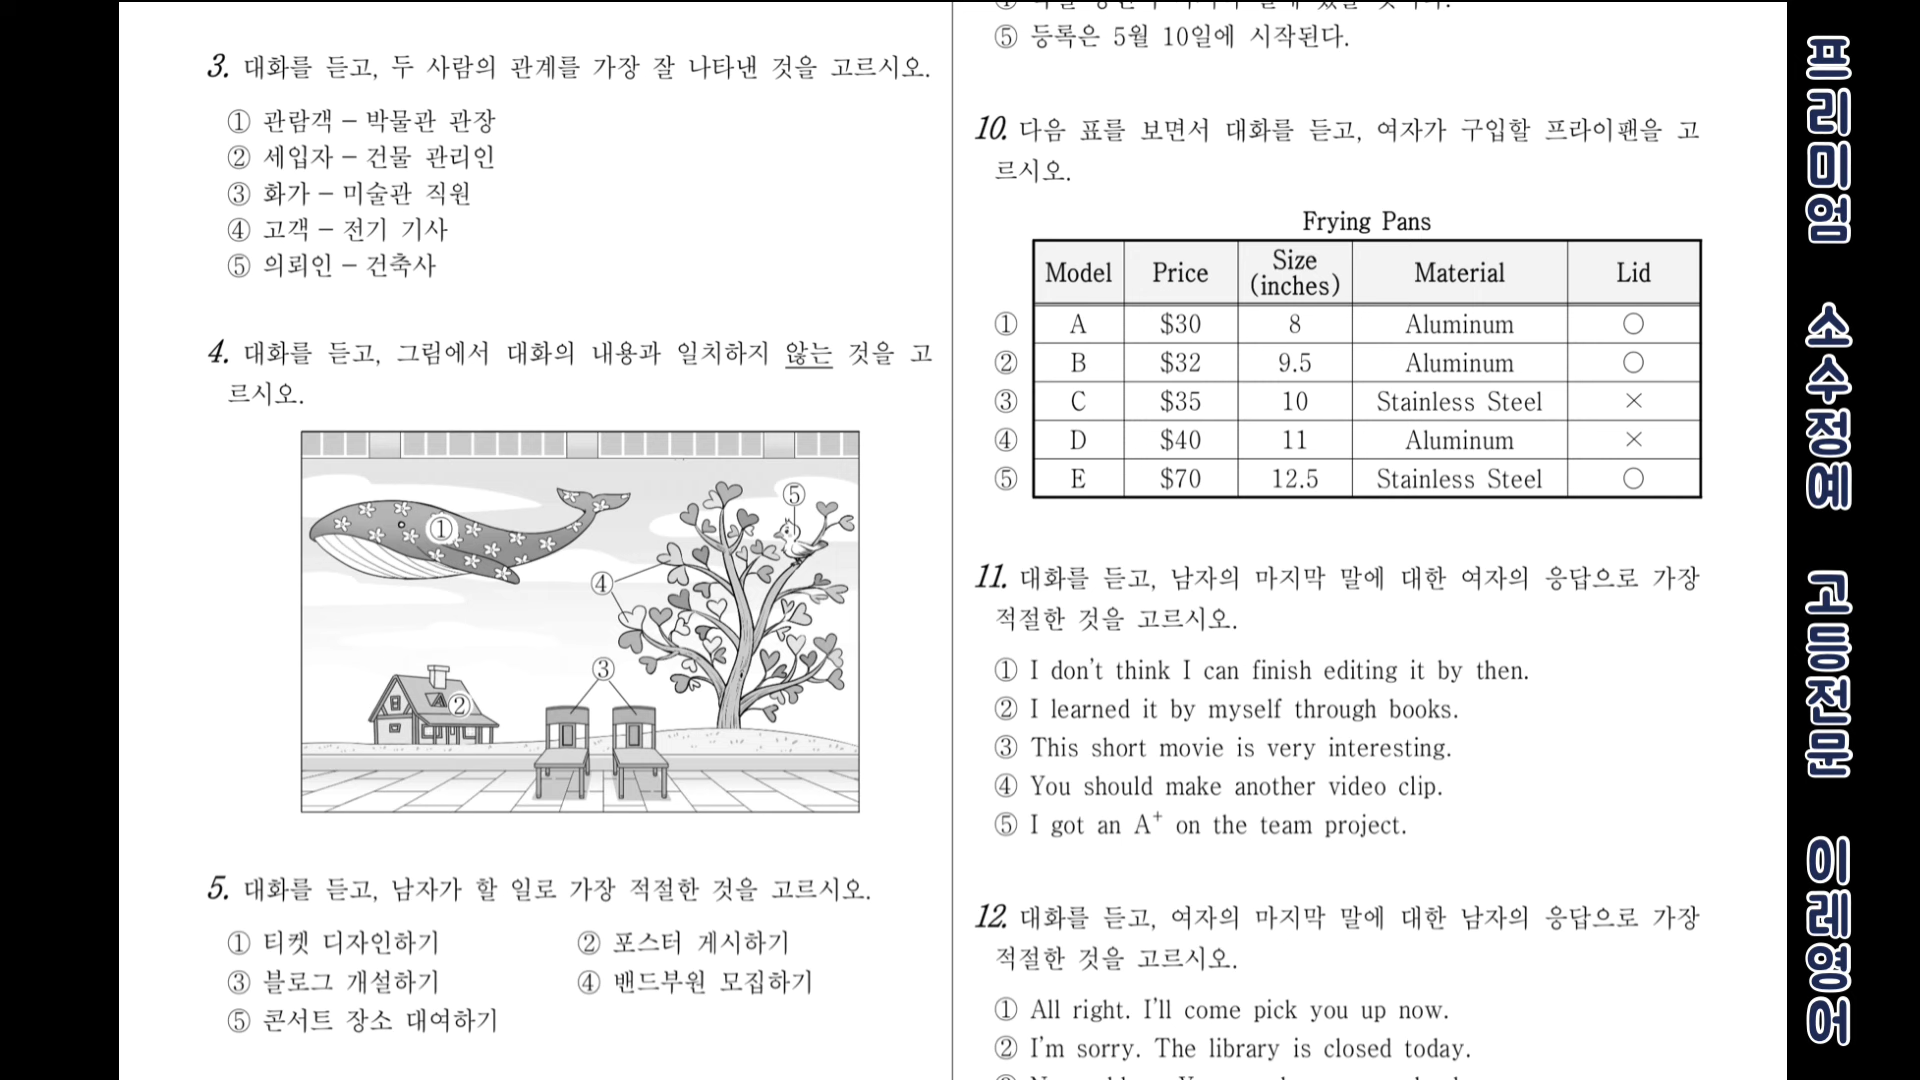 3. 대화를 듣고, 두 사람의 관계를 가장 잘 나타낸 것을 고르시오.
① 관람객 – 박물관 관장
② 세입자 – 건물 관리인
③ 화가 – 미술관 직원
④ 고객 – 전기 기사
⑤ 의뢰인 – 건축사
4. 대화를 듣고, 그림에서 대화의 내용과 일치하지 않는 것을 고
르시오.
①
②
③
④
⑤
5. 대화를 듣고, 남자가 할 일로 가장 적절한 것을 고르시오.
① 티켓 디자인하기 ② 포스터 게시하기
③ 블로그 개설하기 ④ 밴드부원 모집하기
⑤ 콘서트 장소 대여하기
⑤ 등록은 5월 10일에 시작된다.
10. 다음 표를 보면서 대화를 듣고, 여자가 구입할 프라이팬을 고
르시오.
Frying Pans
Model Price Size (inches) Material Lid
① A $30 8 Aluminum ○
② B $32 9.5 Aluminum ○
③ C $35 10 Stainless Steel ×
④ D $40 11 Aluminum ×
⑤ E $70 12.5 Stainless Steel ○
11. 대화를 듣고, 남자의 마지막 말에 대한 여자의 응답으로 가장
적절한 것을 고르시오.
① I don't think I can finish editing it by then.
② I learned it by myself through books.
③ This short movie is very interesting.
④ You should make another video clip.
⑤ I got an A⁺ on the team project.
12. 대화를 듣고, 여자의 마지막 말에 대한 남자의 응답으로 가장
적절한 것을 고르시오.
① All right. I'll come pick you up now.
② I'm sorry. The library is closed today.
프리미엄 소수정예 고등전문 이레영어